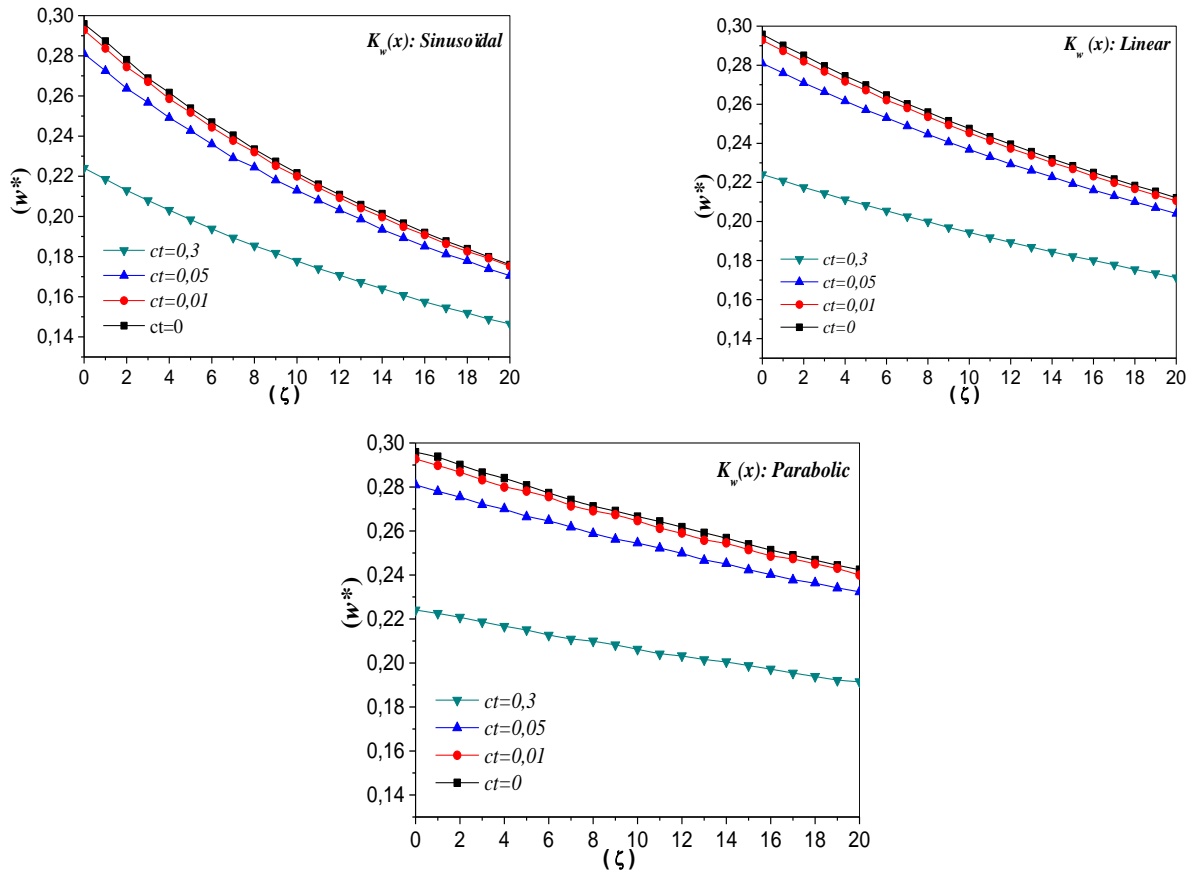 K_w(x): Sinusoïdal
(w*)
0,30
0,28
0,26
0,24
0,22
0,20
0,18
0,16
0,14
ct=0,3
ct=0,05
ct=0,01
ct=0
0 2 4 6 8 10 12 14 16 18 20
(ζ)
K_w(x): Linear
(w*)
0,30
0,28
0,26
0,24
0,22
0,20
0,18
0,16
0,14
ct=0,3
ct=0,05
ct=0,01
ct=0
0 2 4 6 8 10 12 14 16 18 20
(ζ)
K_w(x): Parabolic
(w*)
0,30
0,28
0,26
0,24
0,22
0,20
0,18
0,16
0,14
ct=0,3
ct=0,05
ct=0,01
ct=0
0 2 4 6 8 10 12 14 16 18 20
(ζ)